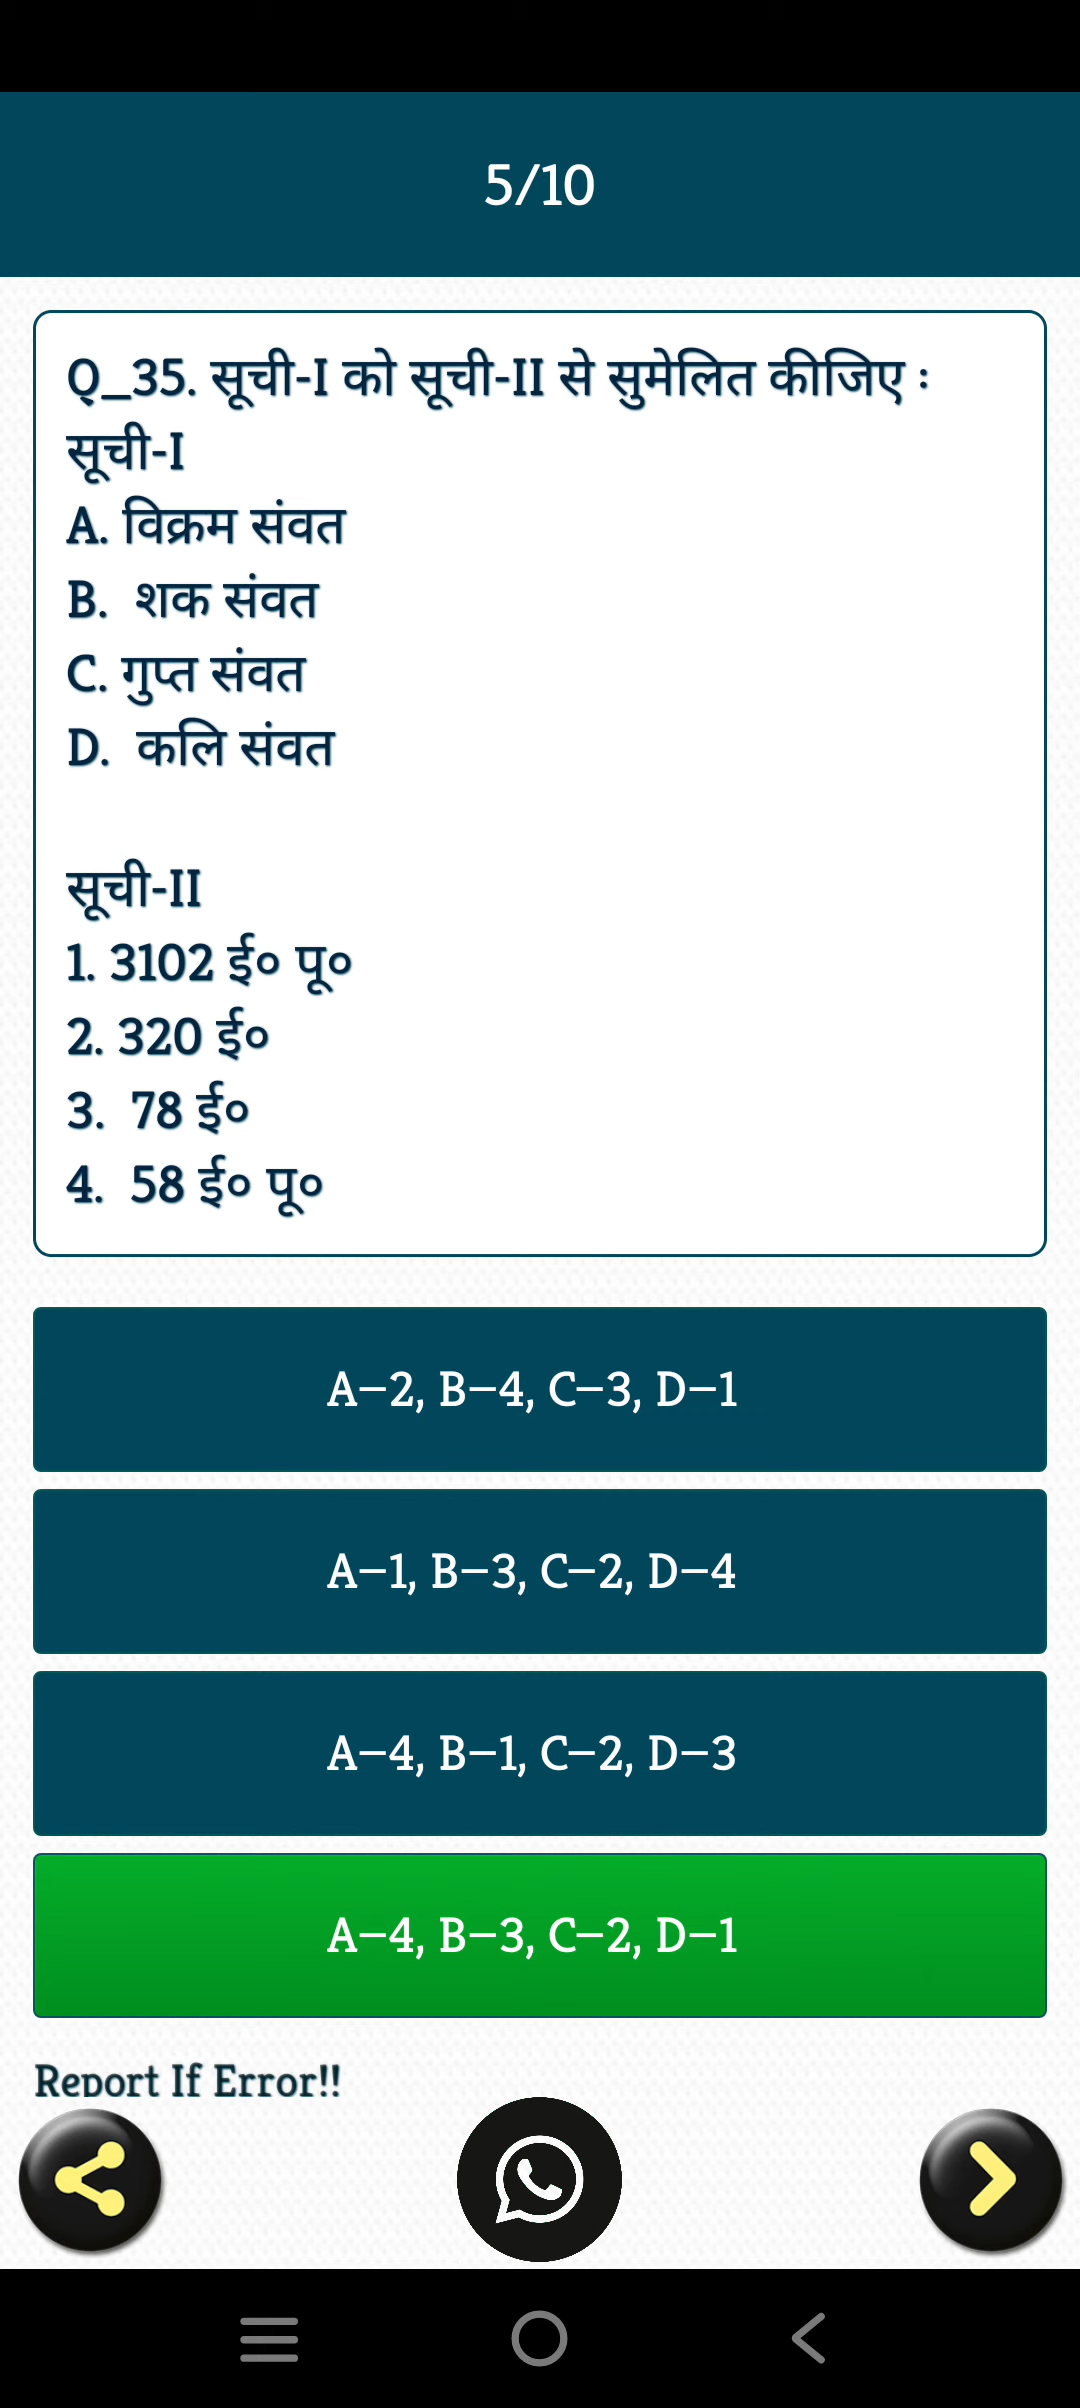 5/10
Q_35. सूची-I को सूची-II से सुमेलित कीजिए :
सूची-I
A. विक्रम संवत
B. शक संवत
C. गुप्त संवत
D. कलि संवत
सूची-II
1. 3102 ई० पू०
2. 320 ई०
3. 78 ई०
4. 58 ई० पू०
A–2, B–4, C–3, D–1
A–1, B–3, C–2, D–4
A–4, B–1, C–2, D–3
A–4, B–3, C–2, D–1
Report If Error!!